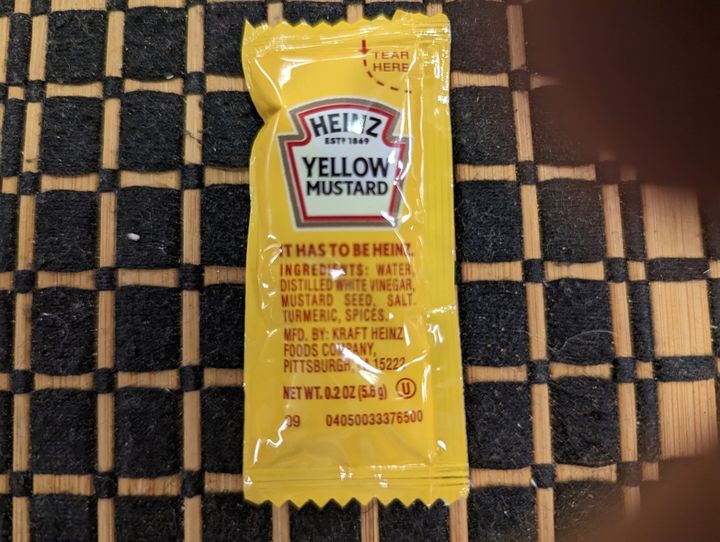 TEAR
HERE
HEINZ
ESTD 1869
YELLOW
MUSTARD
IT HAS TO BE HEINZ.
INGREDIENTS: WATER,
DISTILLED WHITE VINEGAR,
MUSTARD SEED, SALT,
TURMERIC, SPICES.
MFD. BY: KRAFT HEINZ
FOODS COMPANY,
PITTSBURGH, PA 15222
NET WT. 0.2 OZ (5.6 g) U
09 04050033376500